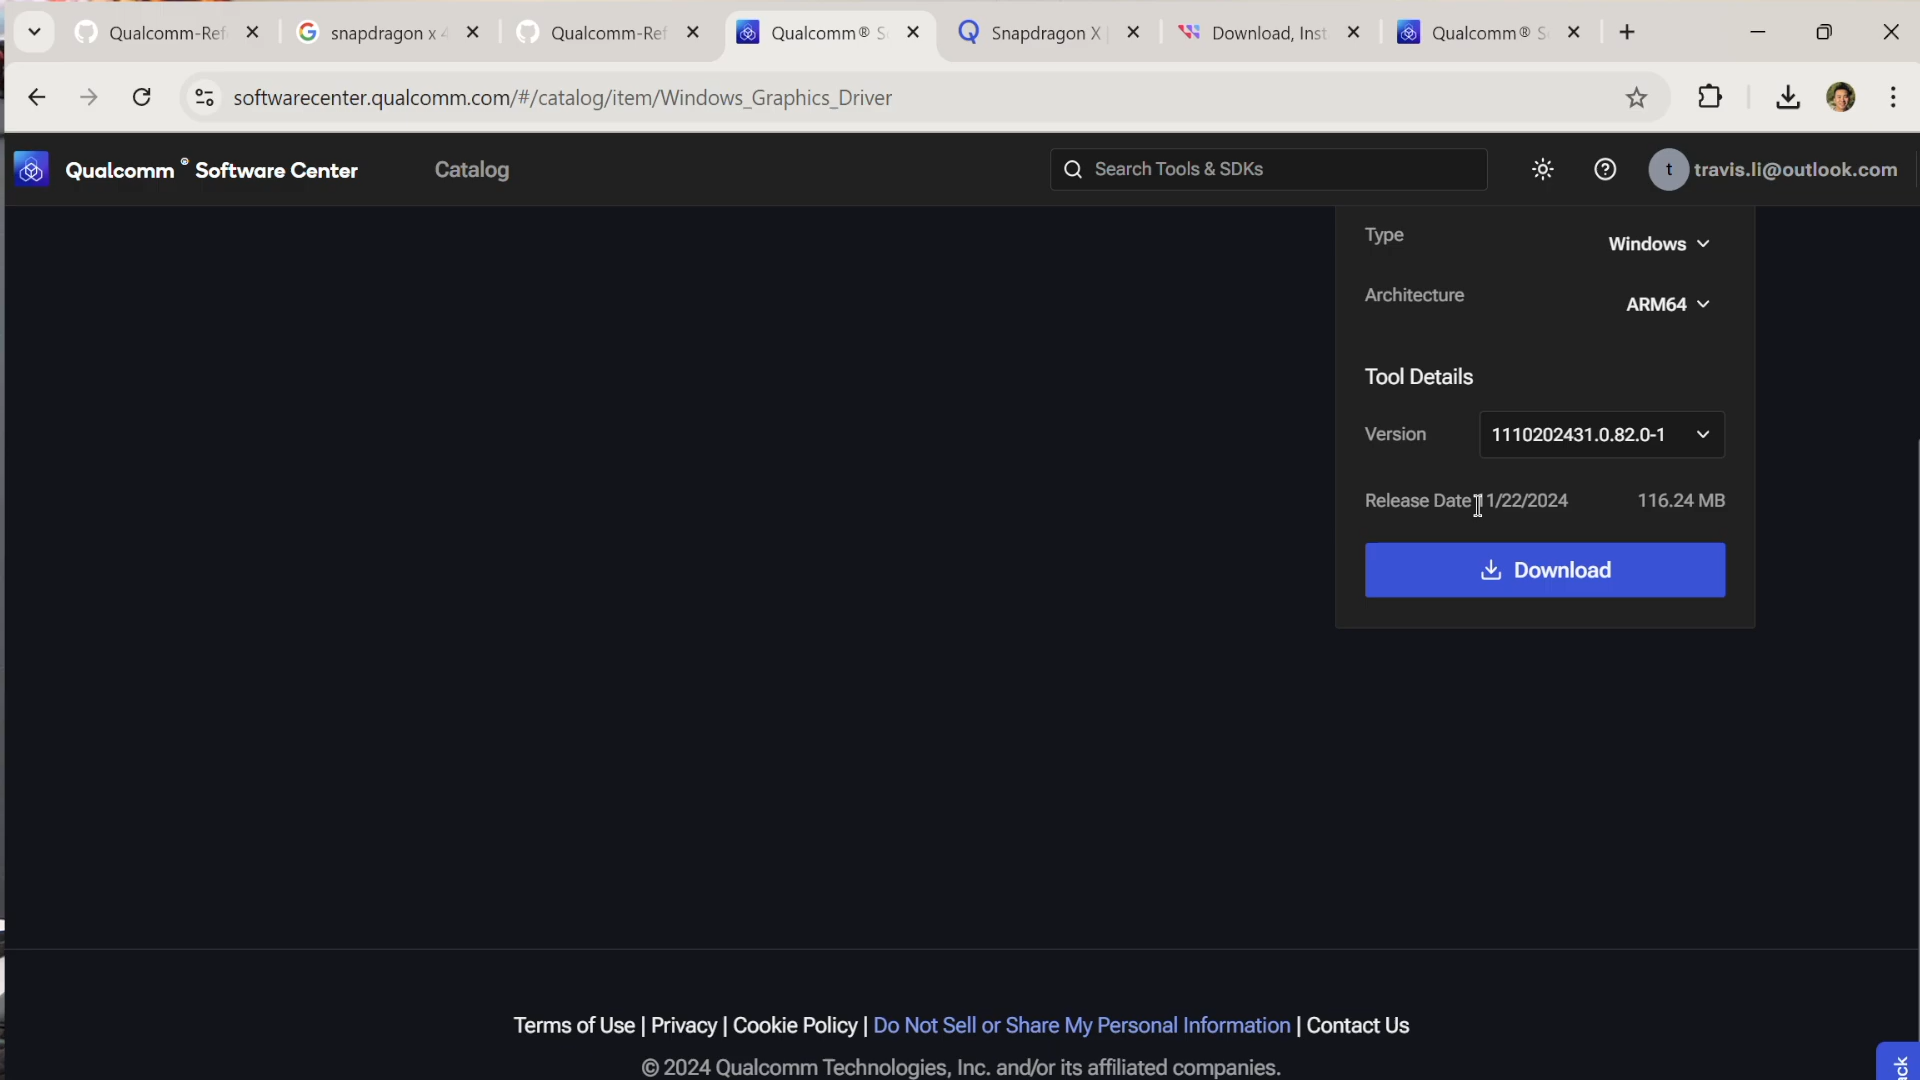 Qualcomm-Ref
snapdragon x 4
Qualcomm-Ref
Qualcomm® S
Snapdragon X
Download, Inst
Qualcomm® S
softwarecenter.qualcomm.com/#/catalog/item/Windows_Graphics_Driver
Qualcomm® Software Center
Catalog
Search Tools & SDKs
t travis.li@outlook.com
Type Windows
Architecture ARM64
Tool Details
Version 1110202431.0.82.0-1
Release Date 11/22/2024 116.24 MB
Download
Terms of Use | Privacy | Cookie Policy | Do Not Sell or Share My Personal Information | Contact Us
© 2024 Qualcomm Technologies, Inc. and/or its affiliated companies.